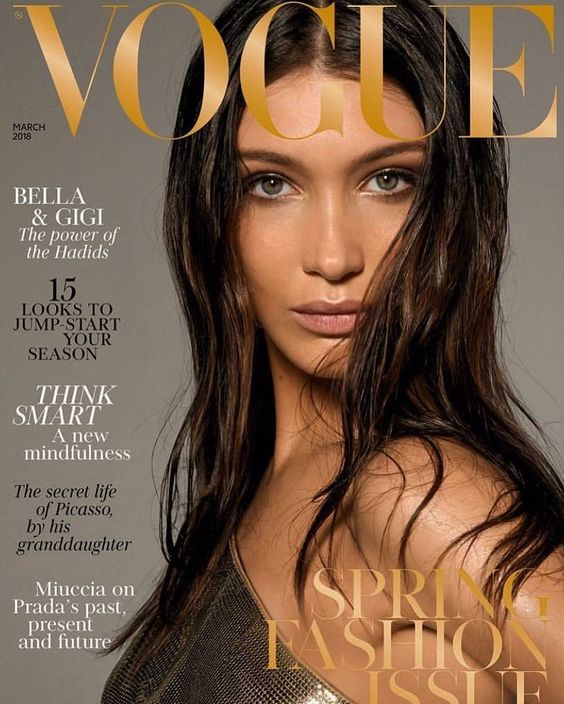 VOGUE
MARCH
2018
BELLA
& GIGI
The power of
the Hadids
15
LOOKS TO
JUMP-START
YOUR
SEASON
THINK
SMART
A new
mindfulness
The secret life
of Picasso,
by his
granddaughter
Miuccia on
Prada's past,
present
and future
SPRING
FASHION
ISSUE